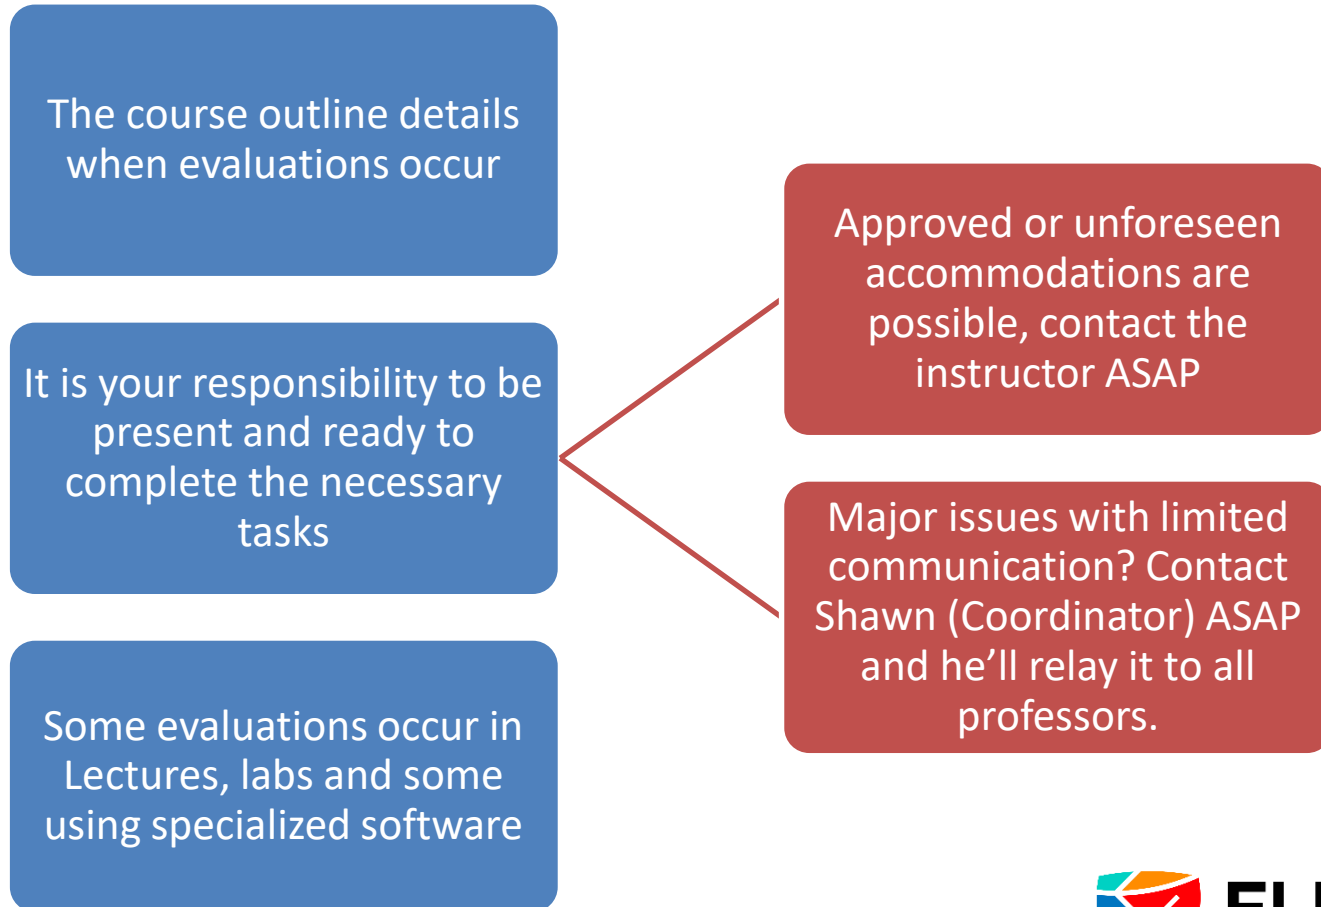 The course outline details
when evaluations occur
It is your responsibility to be
present and ready to
complete the necessary
tasks
Some evaluations occur in
Lectures, labs and some
using specialized software
Approved or unforeseen
accommodations are
possible, contact the
instructor ASAP
Major issues with limited
communication? Contact
Shawn (Coordinator) ASAP
and he’ll relay it to all
professors.